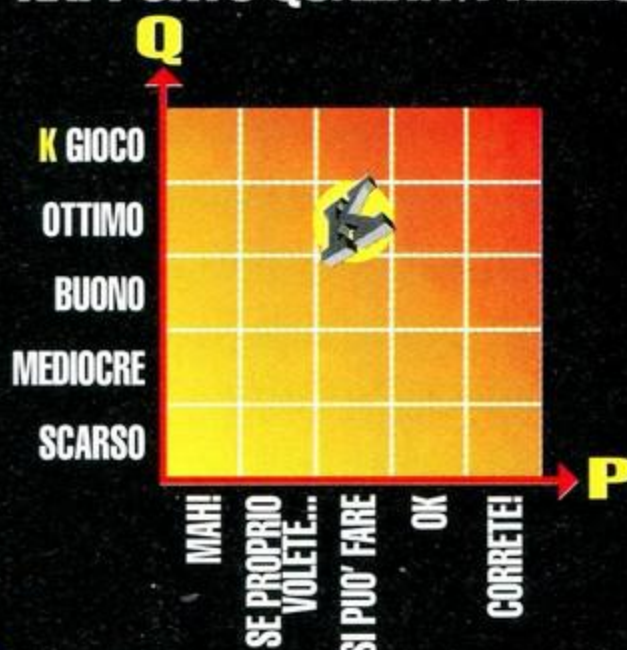 Q
K GIOCO
OTTIMO
BUONO
MEDIOCRE
SCARSO
P
MAH!
SE PROPRIO
VOLETE...
SI PUO' FARE
OK
CORRETE!